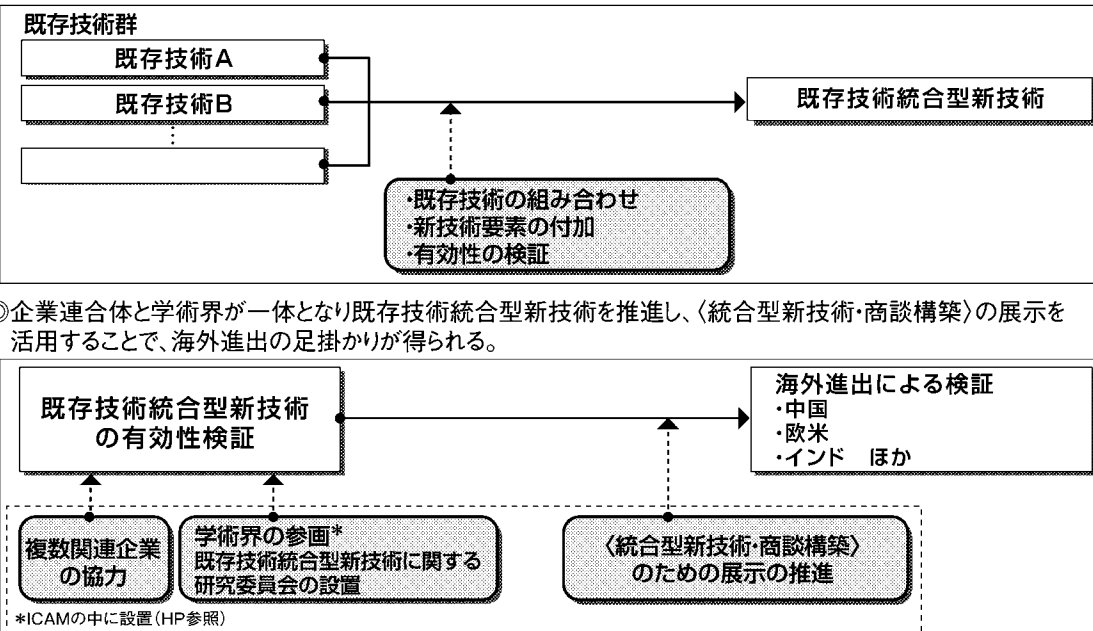 既存技術群
既存技術A
既存技術B
既存技術統合型新技術
・既存技術の組み合わせ
・新技術要素の付加
・有効性の検証
◎企業連合体と学術界が一体となり既存技術統合型新技術を推進し、〈統合型新技術・商談構築〉の展示を
活用することで、海外進出の足掛かりが得られる。
既存技術統合型新技術
の有効性検証
海外進出による検証
・中国
・欧米
・インド　ほか
複数関連企業
の協力
学術界の参画*
既存技術統合型新技術に関する
研究委員会の設置
〈統合型新技術・商談構築〉
のための展示の推進
*ICAMの中に設置(HP参照)